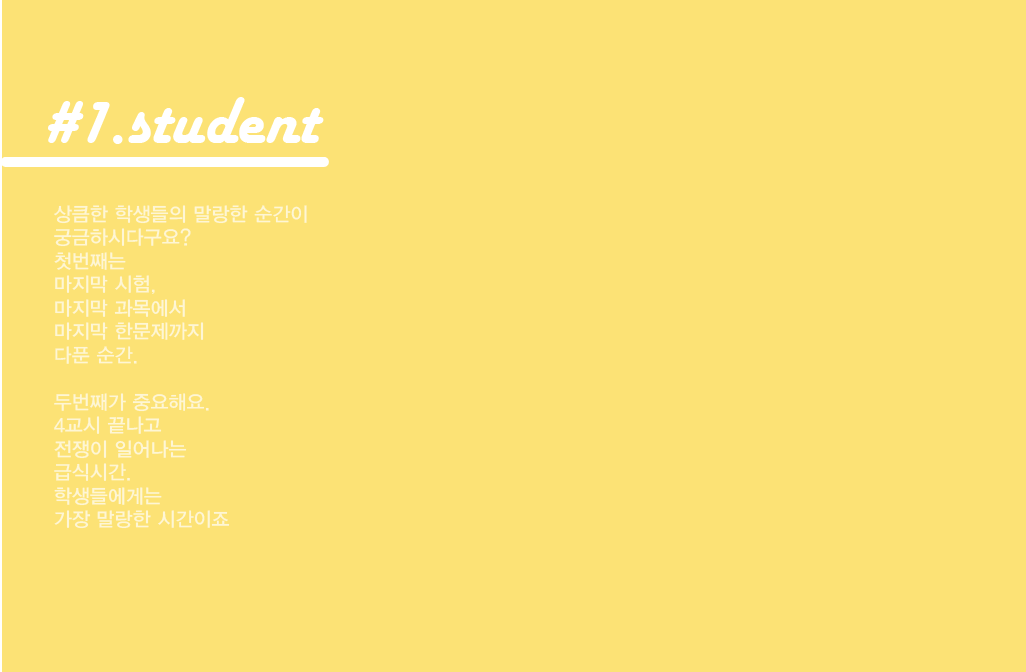 #1.student
상큼한 학생들의 말랑한 순간이
궁금하시다구요?
첫번째는
마지막 시험,
마지막 과목에서
마지막 한문제까지
다푼 순간.
두번째가 중요해요.
4교시 끝나고
전쟁이 일어나는
급식시간.
학생들에게는
가장 말랑한 시간이죠